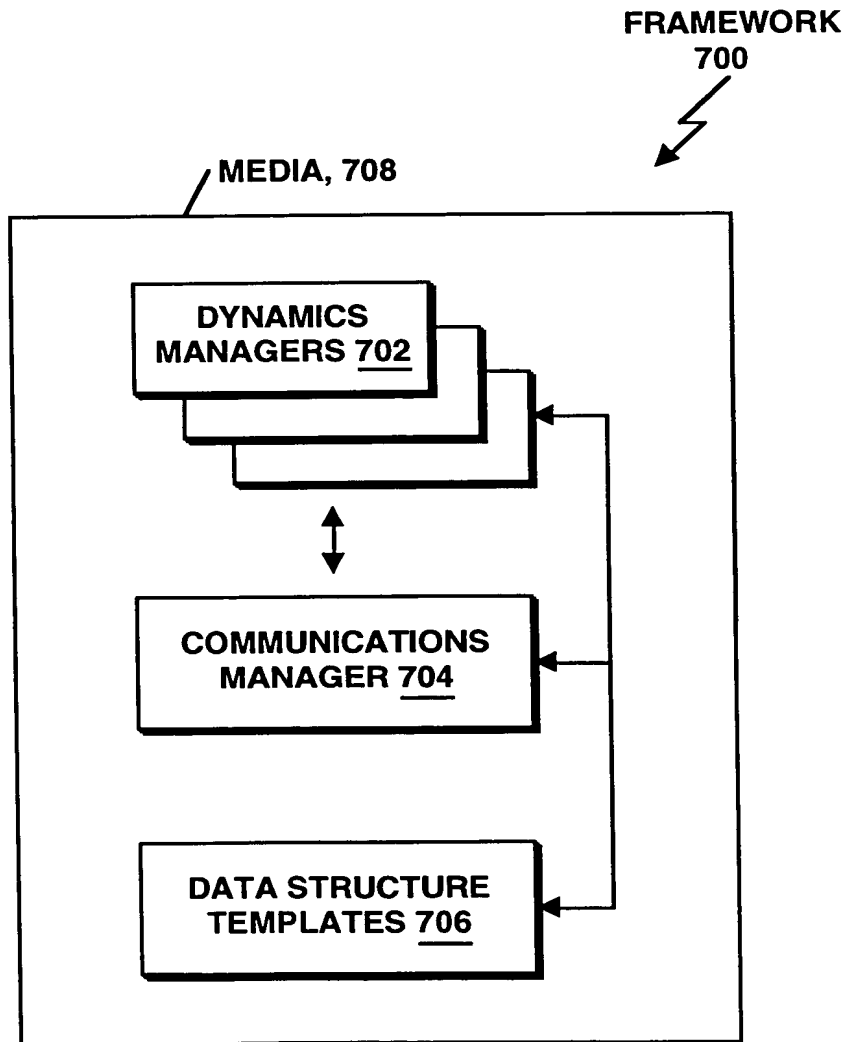 FRAMEWORK
700
MEDIA, 708
DYNAMICS
MANAGERS 702
COMMUNICATIONS
MANAGER 704
DATA STRUCTURE
TEMPLATES 706